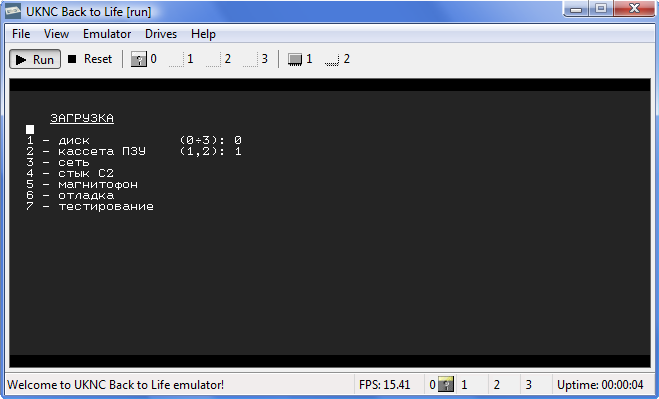 UKNC Back to Life [run]
File View Emulator Drives Help
Run Reset 0 1 2 3 1 2
ЗАГРУЗКА
1 - диск (0÷3): 0
2 - кассета ПЗУ (1,2): 1
3 - сеть
4 - стык С2
5 - магнитофон
6 - отладка
7 - тестирование
Welcome to UKNC Back to Life emulator! FPS: 15.41 0 1 2 3 Uptime: 00:00:04